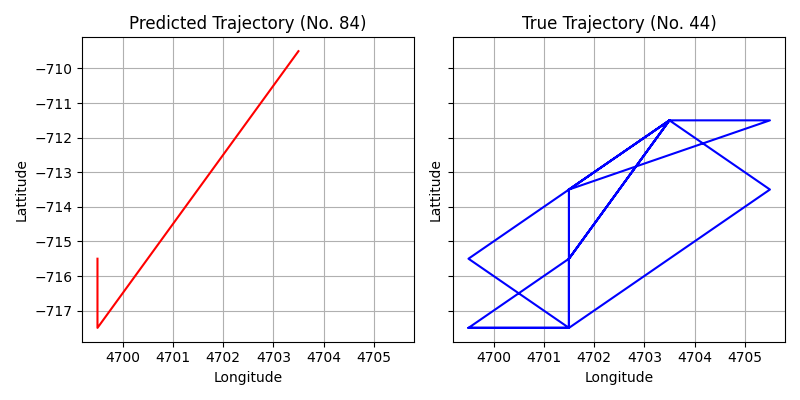 Predicted Trajectory (No. 84)
True Trajectory (No. 44)
Lattitude
−710
−711
−712
−713
−714
−715
−716
−717
4700 4701 4702 4703 4704 4705
Longitude
Lattitude
4700 4701 4702 4703 4704 4705
Longitude